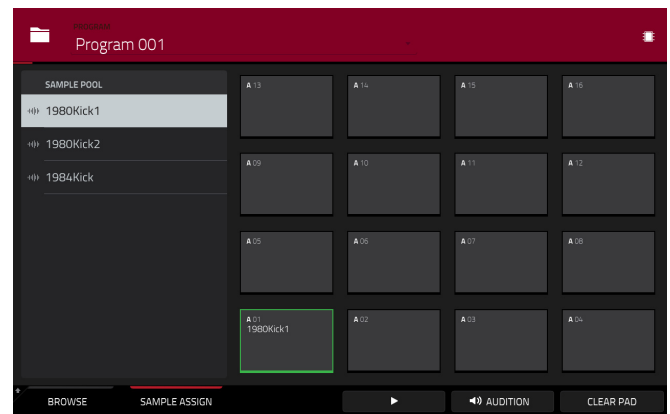 PROGRAM
Program 001
SAMPLE POOL
1980Kick1
1980Kick2
1984Kick
A 13
A 14
A 15
A 16
A 09
A 10
A 11
A 12
A 05
A 06
A 07
A 08
A 01
1980Kick1
A 02
A 03
A 04
BROWSE
SAMPLE ASSIGN
AUDITION
CLEAR PAD